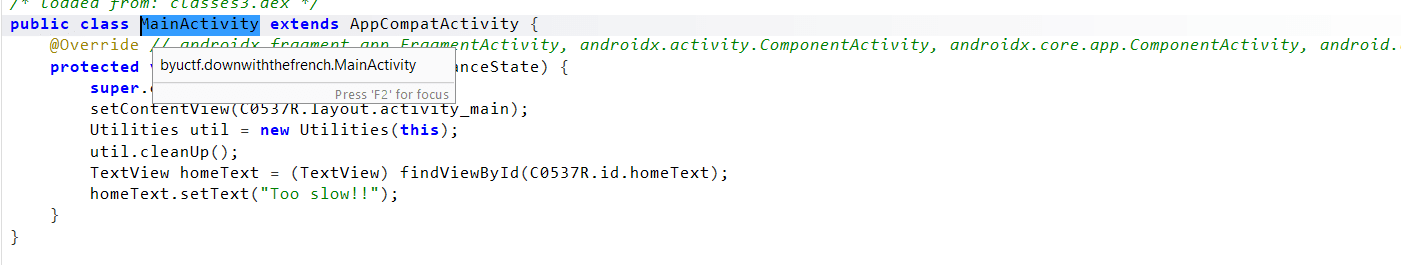 /* loaded from: classes3.dex */
public class MainActivity extends AppCompatActivity {
@Override // androidx.fragment.app.FragmentActivity, androidx.activity.ComponentActivity, androidx.core.app.ComponentActivity, android.
protected
byuctf.downwiththefrench.MainActivity
anceState) {
super.
Press 'F2' for focus
setContentView(C0537R.layout.activity_main);
Utilities util = new Utilities(this);
util.cleanUp();
TextView homeText = (TextView) findViewById(C0537R.id.homeText);
homeText.setText("Too slow!!");
}
}